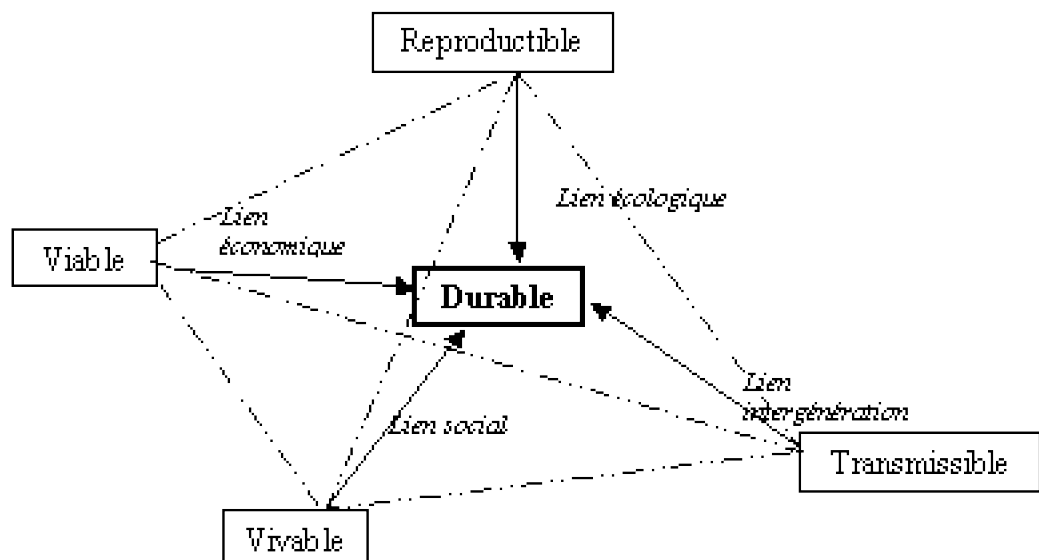 Reproductible
Lien écologique
Lien
économique
Viable
Durable
Lien
intergénération
Lien social
Transmissible
Vivable